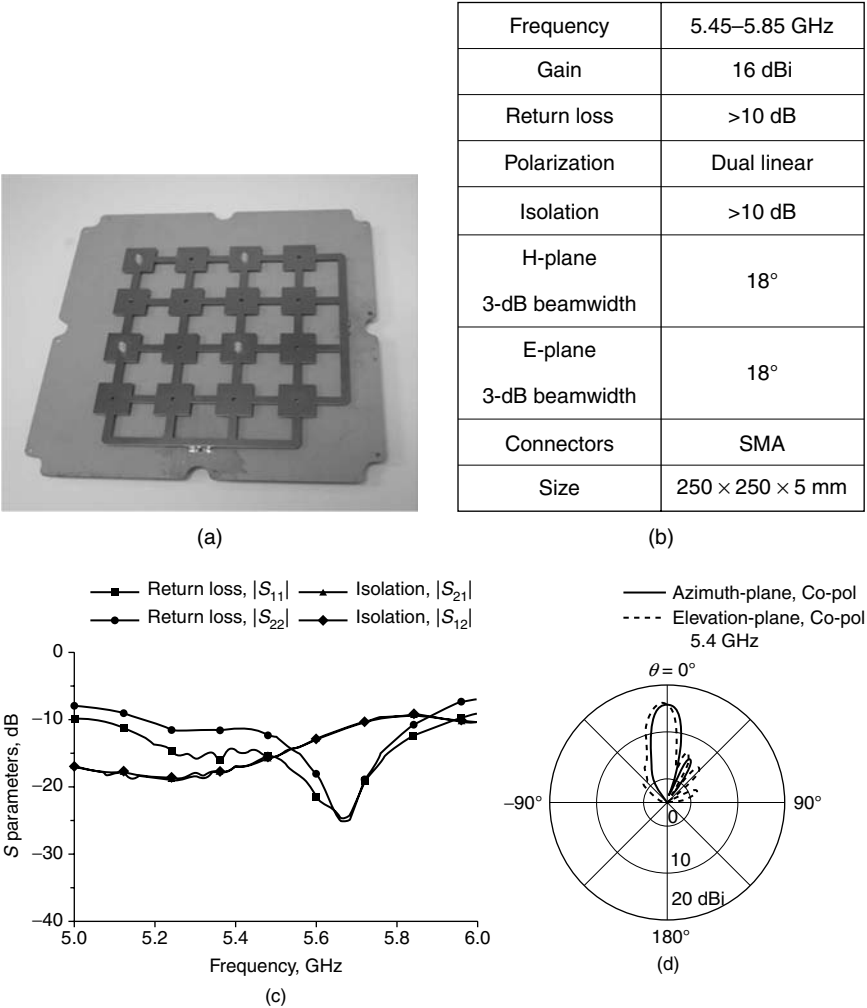 Frequency 5.45–5.85 GHz
Gain 16 dBi
Return loss >10 dB
Polarization Dual linear
Isolation >10 dB
H-plane
3-dB beamwidth
18°
E-plane
3-dB beamwidth
18°
Connectors SMA
Size 250 × 250 × 5 mm
(a)
(b)
Return loss, |S11| Isolation, |S21|
Return loss, |S22| Isolation, |S12|
0
–10
–20
–30
–40
S parameters, dB
5.0 5.2 5.4 5.6 5.8 6.0
Frequency, GHz
(c)
Azimuth-plane, Co-pol
Elevation-plane, Co-pol
5.4 GHz
θ = 0°
–90°
90°
0
10
20 dBi
180°
(d)